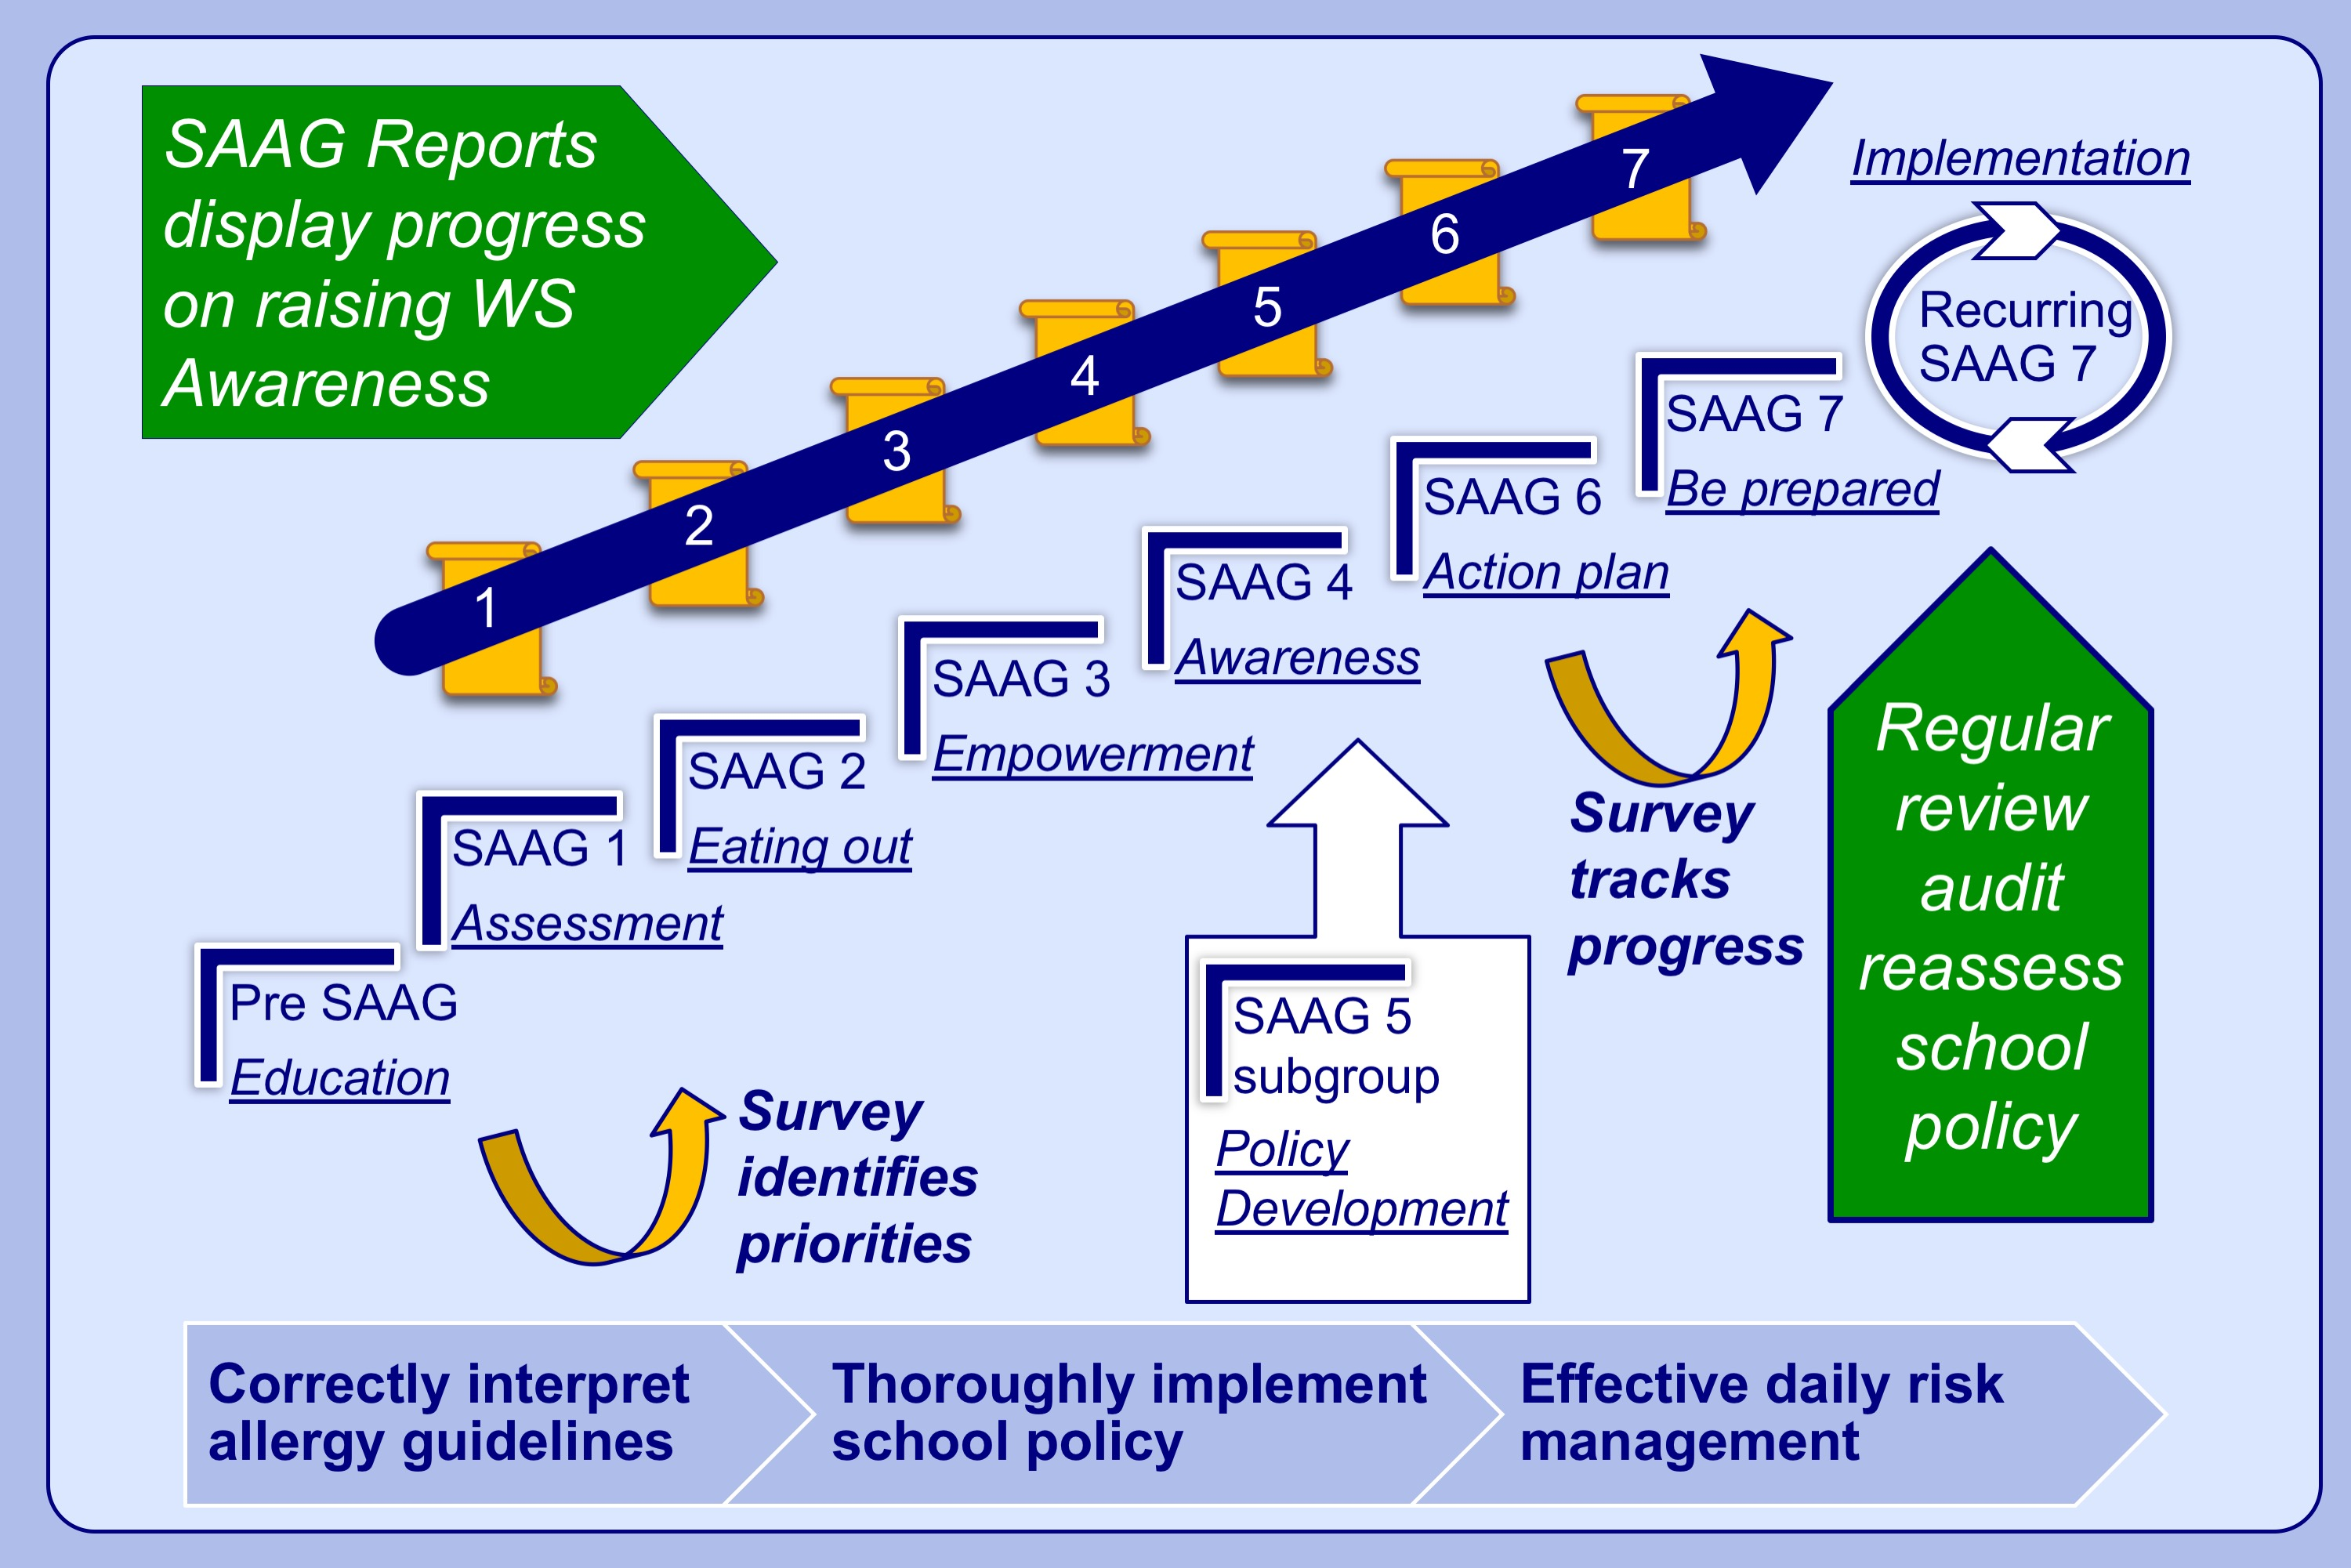 SAAG Reports
display progress
on raising WS
Awareness
1
2
3
4
5
6
7
Implementation
Recurring
SAAG 7
Pre SAAG
Education
SAAG 1
Assessment
SAAG 2
Eating out
SAAG 3
Empowerment
SAAG 4
Awareness
SAAG 5
subgroup
Policy
Development
SAAG 6
Action plan
SAAG 7
Be prepared
Survey
identifies
priorities
Survey
tracks
progress
Regular
review
audit
reassess
school
policy
Correctly interpret
allergy guidelines
Thoroughly implement
school policy
Effective daily risk
management